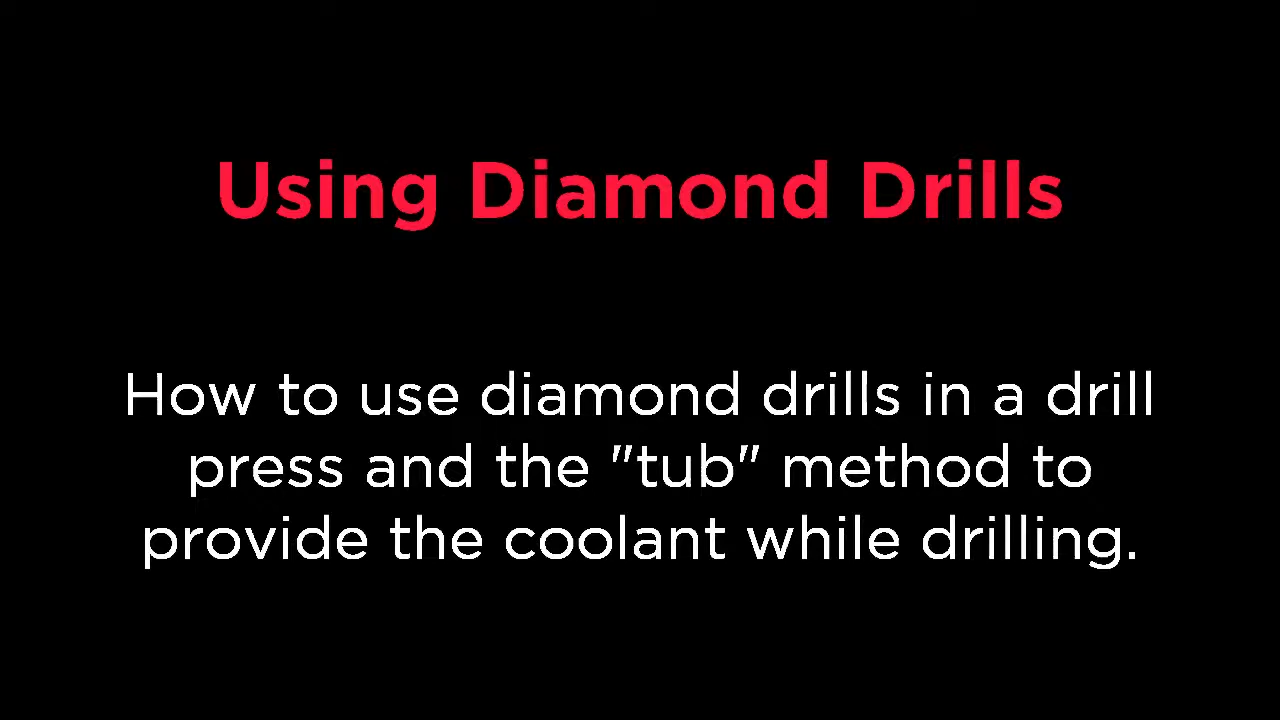 Using Diamond Drills
How to use diamond drills in a drill
press and the "tub" method to
provide the coolant while drilling.